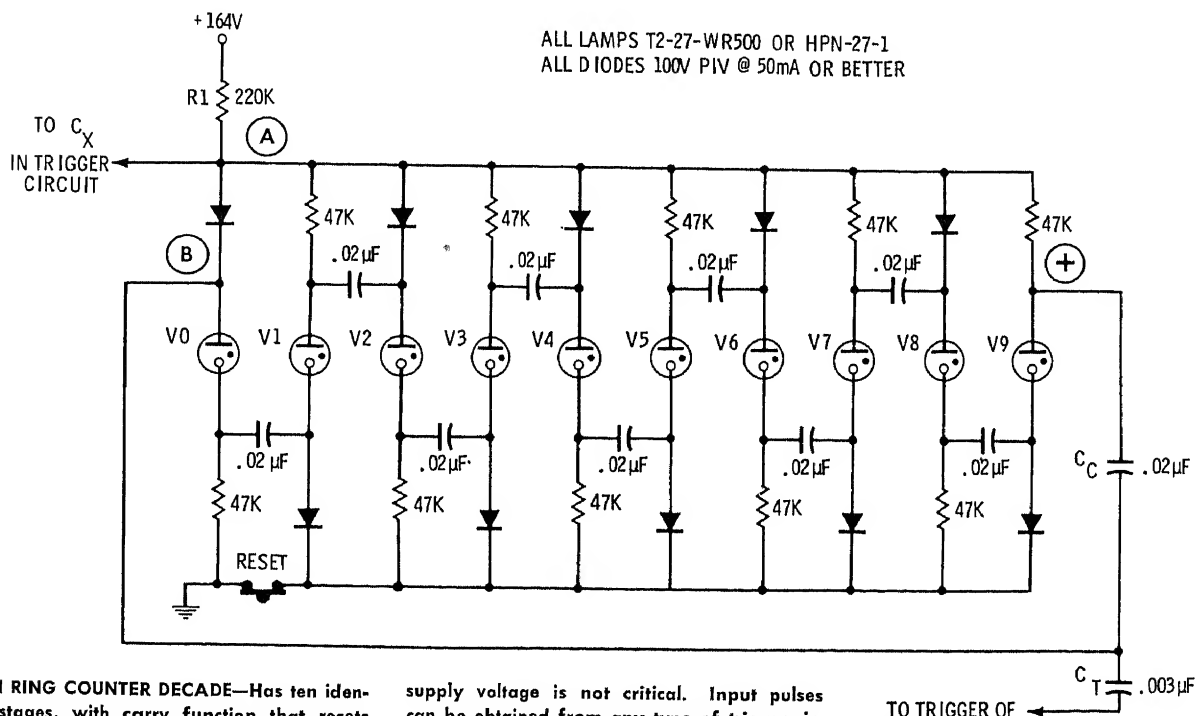 +164V
ALL LAMPS T2-27-WR500 OR HPN-27-1
ALL DIODES 100V PIV @ 50mA OR BETTER
R1 220K
TO CX
IN TRIGGER
CIRCUIT
A
47K
47K
47K
47K
47K
B
.02µF
.02µF
.02µF
.02µF
+
V0
V1
V2
V3
V4
V5
V6
V7
V8
V9
.02µF
.02µF
.02µF
.02µF
.02µF
CC .02µF
47K
47K
47K
47K
47K
RESET
CT .003µF
TO TRIGGER OF
RING COUNTER DECADE—Has ten iden-
stages, with carry function that resets
supply voltage is not critical. Input pulses
can be obtained from any type of